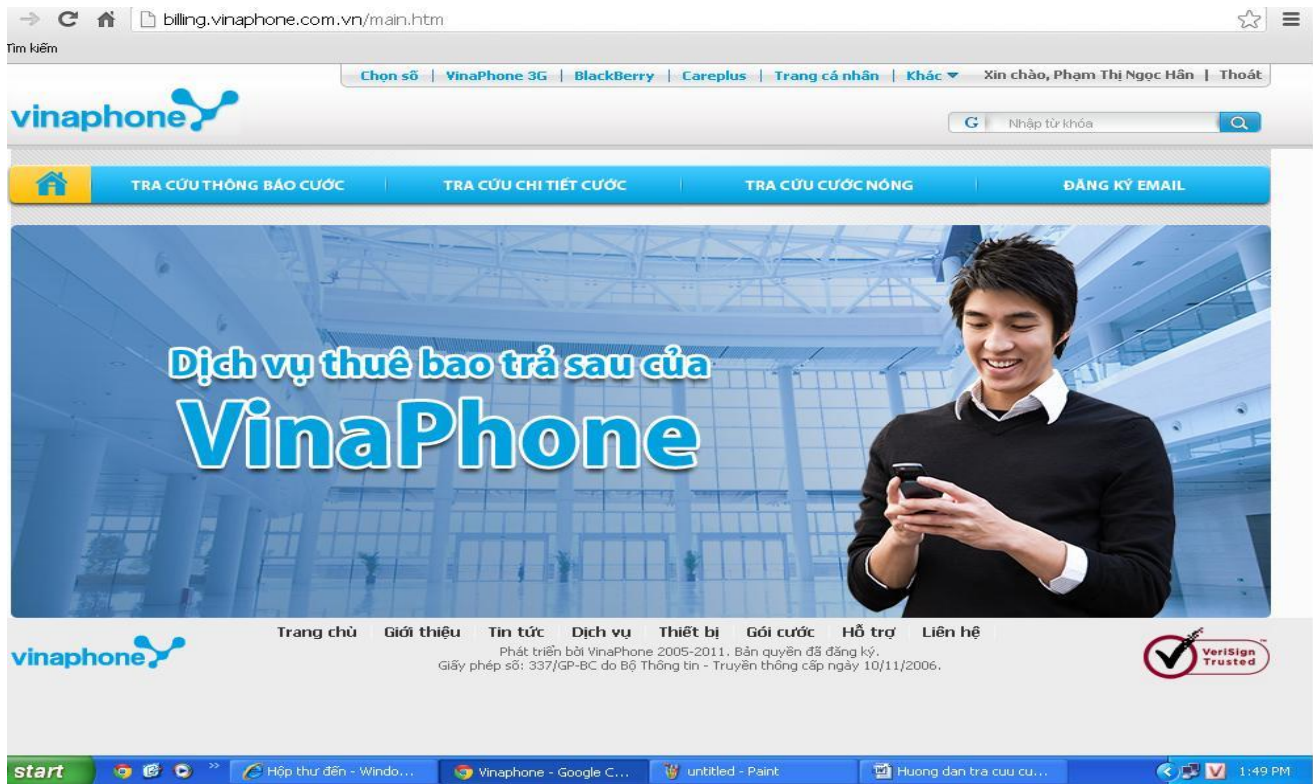 billing.vinaphone.com.vn/main.htm
Tìm kiếm
Chọn số | VinaPhone 3G | BlackBerry | Careplus | Trang cá nhân | Khác Xin chào, Phạm Thị Ngọc Hân | Thoát
vinaphone
G Nhập từ khóa
TRA CỨU THÔNG BÁO CƯỚC TRA CỨU CHI TIẾT CƯỚC TRA CỨU CƯỚC NÓNG ĐĂNG KÝ EMAIL
Dịch vụ thuê bao trả sau của
VinaPhone
Trang chủ Giới thiệu Tin tức Dịch vụ Thiết bị Gói cước Hỗ trợ Liên hệ
vinaphone
Phát triển bởi VinaPhone 2005-2011. Bản quyền đã đăng ký.
Giấy phép số: 337/GP-BC do Bộ Thông tin - Truyền thông cấp ngày 10/11/2006.
VeriSign
Trusted
start Hộp thư đến - Windo... Vinaphone - Google C... untitled - Paint Huong dan tra cuu cu... V 1:49 PM